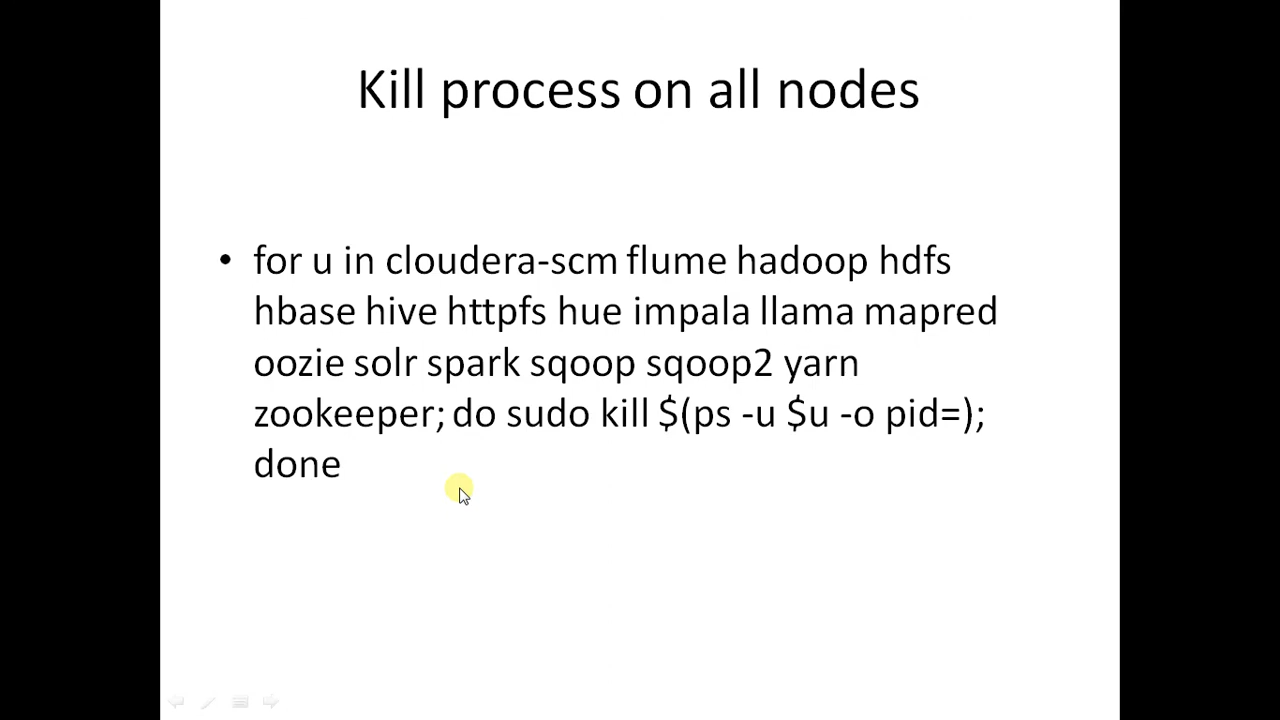 Kill process on all nodes
• for u in cloudera-scm flume hadoop hdfs
hbase hive httpfs hue impala llama mapred
oozie solr spark sqoop sqoop2 yarn
zookeeper; do sudo kill $(ps -u $u -o pid=);
done